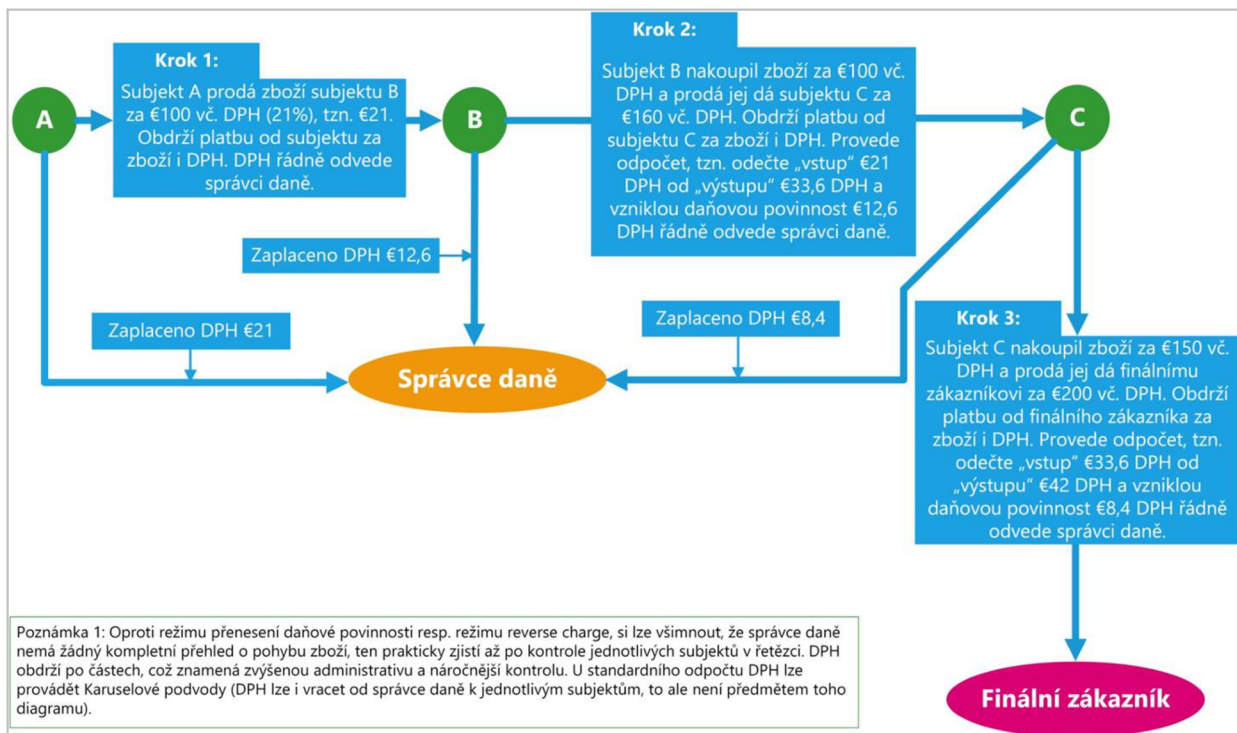 A
Krok 1:
Subjekt A prodá zboží subjektu B
za €100 vč. DPH (21%), tzn. €21.
Obdrží platbu od subjektu za
zboží i DPH. DPH řádně odvede
správci daně.
B
Krok 2:
Subjekt B nakoupil zboží za €100 vč.
DPH a prodá jej dá subjektu C za
€160 vč. DPH. Obdrží platbu od
subjektu C za zboží i DPH. Provede
odpočet, tzn. odečte „vstup“ €21
DPH od „výstupu“ €33,6 DPH a
vzniklou daňovou povinnost €12,6
DPH řádně odvede správci daně.
C
Zaplaceno DPH €12,6
Zaplaceno DPH €21
Zaplaceno DPH €8,4
Správce daně
Krok 3:
Subjekt C nakoupil zboží za €150 vč.
DPH a prodá jej dá finálnímu
zákazníkovi za €200 vč. DPH. Obdrží
platbu od finálního zákazníka za
zboží i DPH. Provede odpočet, tzn.
odečte „vstup“ €33,6 DPH od
„výstupu“ €42 DPH a vzniklou
daňovou povinnost €8,4 DPH řádně
odvede správci daně.
Poznámka 1: Oproti režimu přenesení daňové povinnosti resp. režimu reverse charge, si lze všimnout, že správce daně
nemá žádný kompletní přehled o pohybu zboží, ten prakticky zjistí až po kontrole jednotlivých subjektů v řetězci. DPH
obdrží po částech, což znamená zvýšenou administrativu a náročnější kontrolu. U standardního odpočtu DPH lze
provádět Karuselové podvody (DPH lze i vracet od správce daně k jednotlivým subjektům, to ale není předmětem toho
diagramu).
Finální zákazník